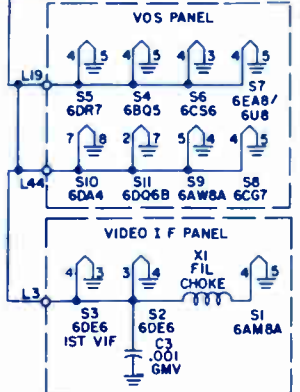 VOS PANEL
4 5 4 5 4 3 4 5
L19
S5 S4 S6 S7
6DR7 6BQ5 6CS6 6EA8/
6U8
7 8 2 7 5 4 4 5
L44
S10 S11 S9 S8
6DA4 6DQ6B 6AW8A 6CG7
VIDEO I F PANEL
X1
FIL
CHOKE
4 3 3 4 4 5
L3
S3 S2 S1
6DE6 6DE6 6AM8A
1ST VIF C3
.001
GMV